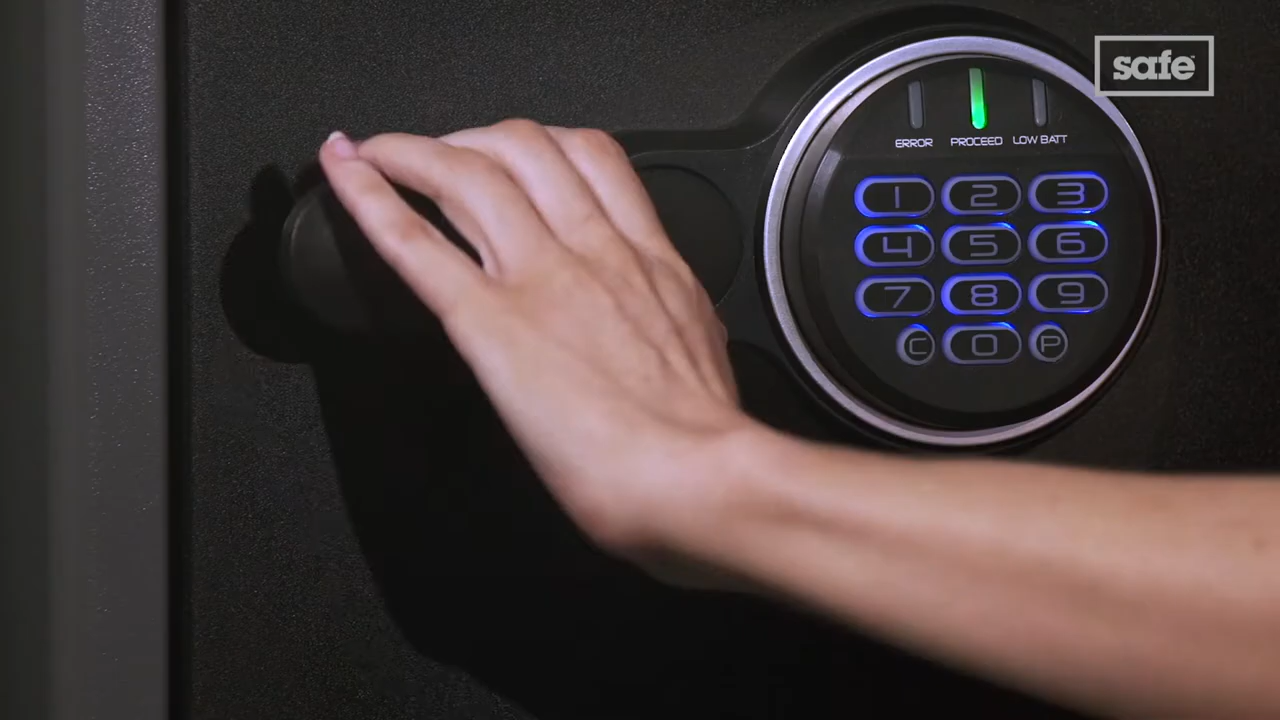 safe
ERROR PROCEED LOW BATT
1 2 3
4 5 6
7 8 9
C 0 P